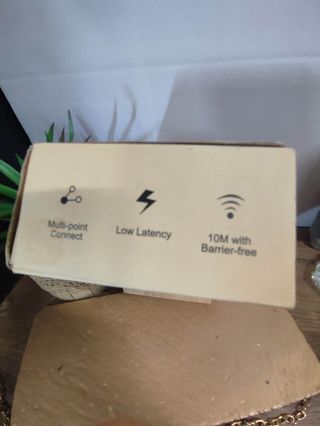 Multi-point
Connect
Low Latency
10M with
Barrier-free